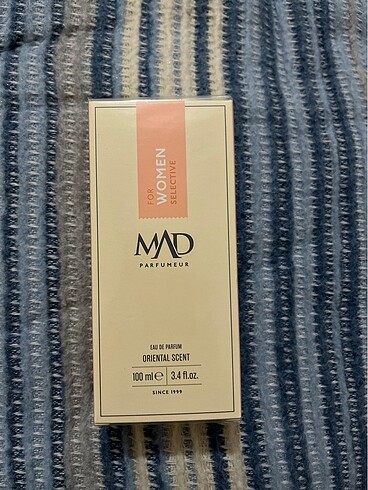 FOR
WOMEN
SELECTIVE
MAD
PARFUMEUR
EAU DE PARFUM
ORIENTAL SCENT
100 ml ℮ 3.4 fl.oz.
SINCE 1999